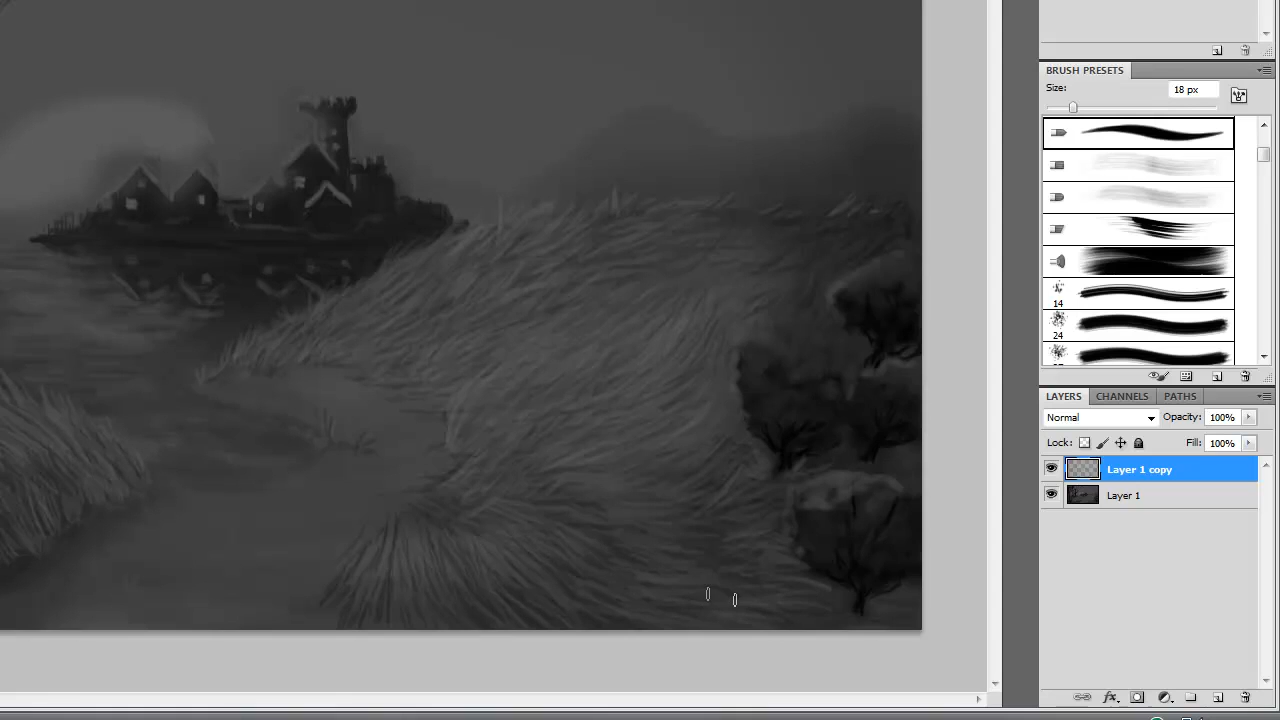 BRUSH PRESETS
Size: 18 px
14
24
LAYERS CHANNELS PATHS
Normal Opacity: 100%
Lock: Fill: 100%
Layer 1 copy
Layer 1
fx